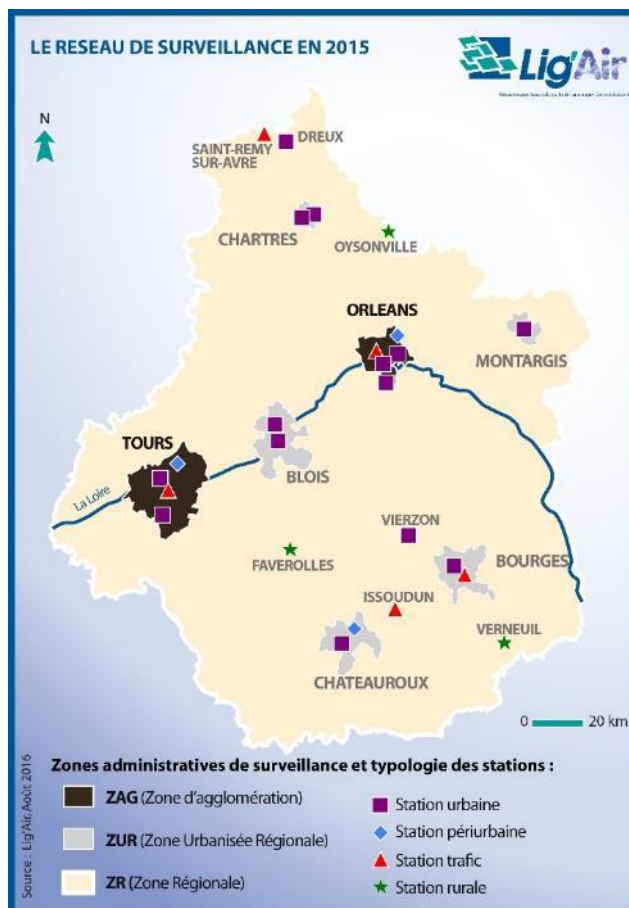 LE RESEAU DE SURVEILLANCE EN 2015
Lig'Air
N
DREUX
SAINT-REMY
SUR-AVRE
CHARTRES
OYSONVILLE
ORLEANS
MONTARGIS
TOURS
BLOIS
La Loire
VIERZON
BOURGES
FAVEROLLES
ISSOUDUN
VERNEUIL
CHATEAUROUX
0 20 km
Zones administratives de surveillance et typologie des stations :
ZAG (Zone d'agglomération)
ZUR (Zone Urbanisée Régionale)
ZR (Zone Régionale)
Station urbaine
Station périurbaine
Station trafic
Station rurale
Source : Lig'Air, Août 2016